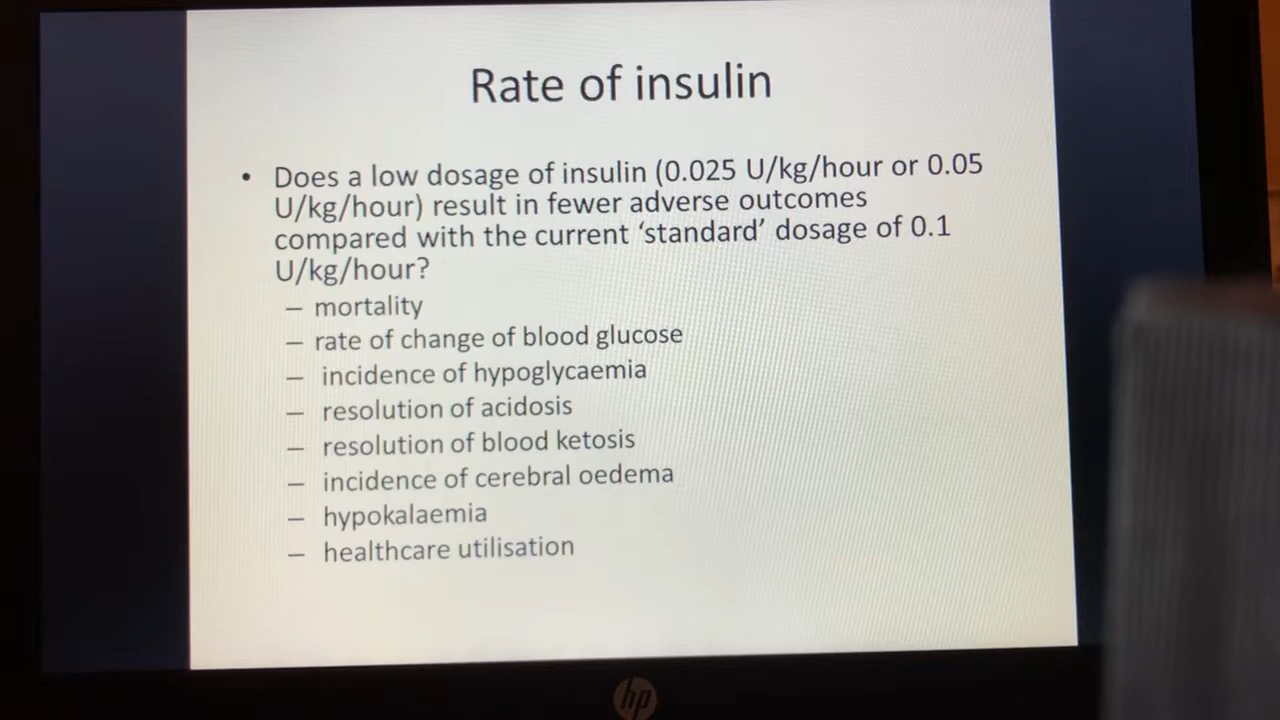 Rate of insulin
• Does a low dosage of insulin (0.025 U/kg/hour or 0.05
U/kg/hour) result in fewer adverse outcomes
compared with the current ‘standard’ dosage of 0.1
U/kg/hour?
– mortality
– rate of change of blood glucose
– incidence of hypoglycaemia
– resolution of acidosis
– resolution of blood ketosis
– incidence of cerebral oedema
– hypokalaemia
– healthcare utilisation
hp